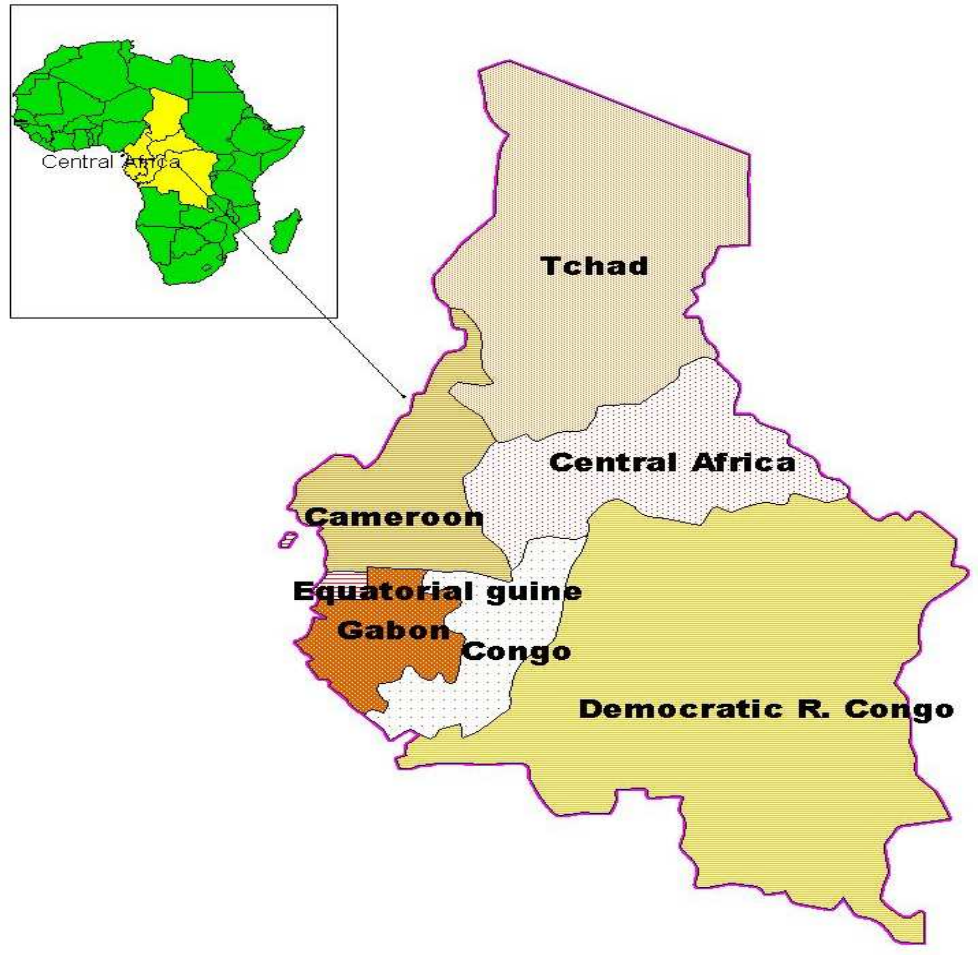 Central Africa
Tchad
Central Africa
Cameroon
Equatorial guine
Gabon
Congo
Democratic R. Congo